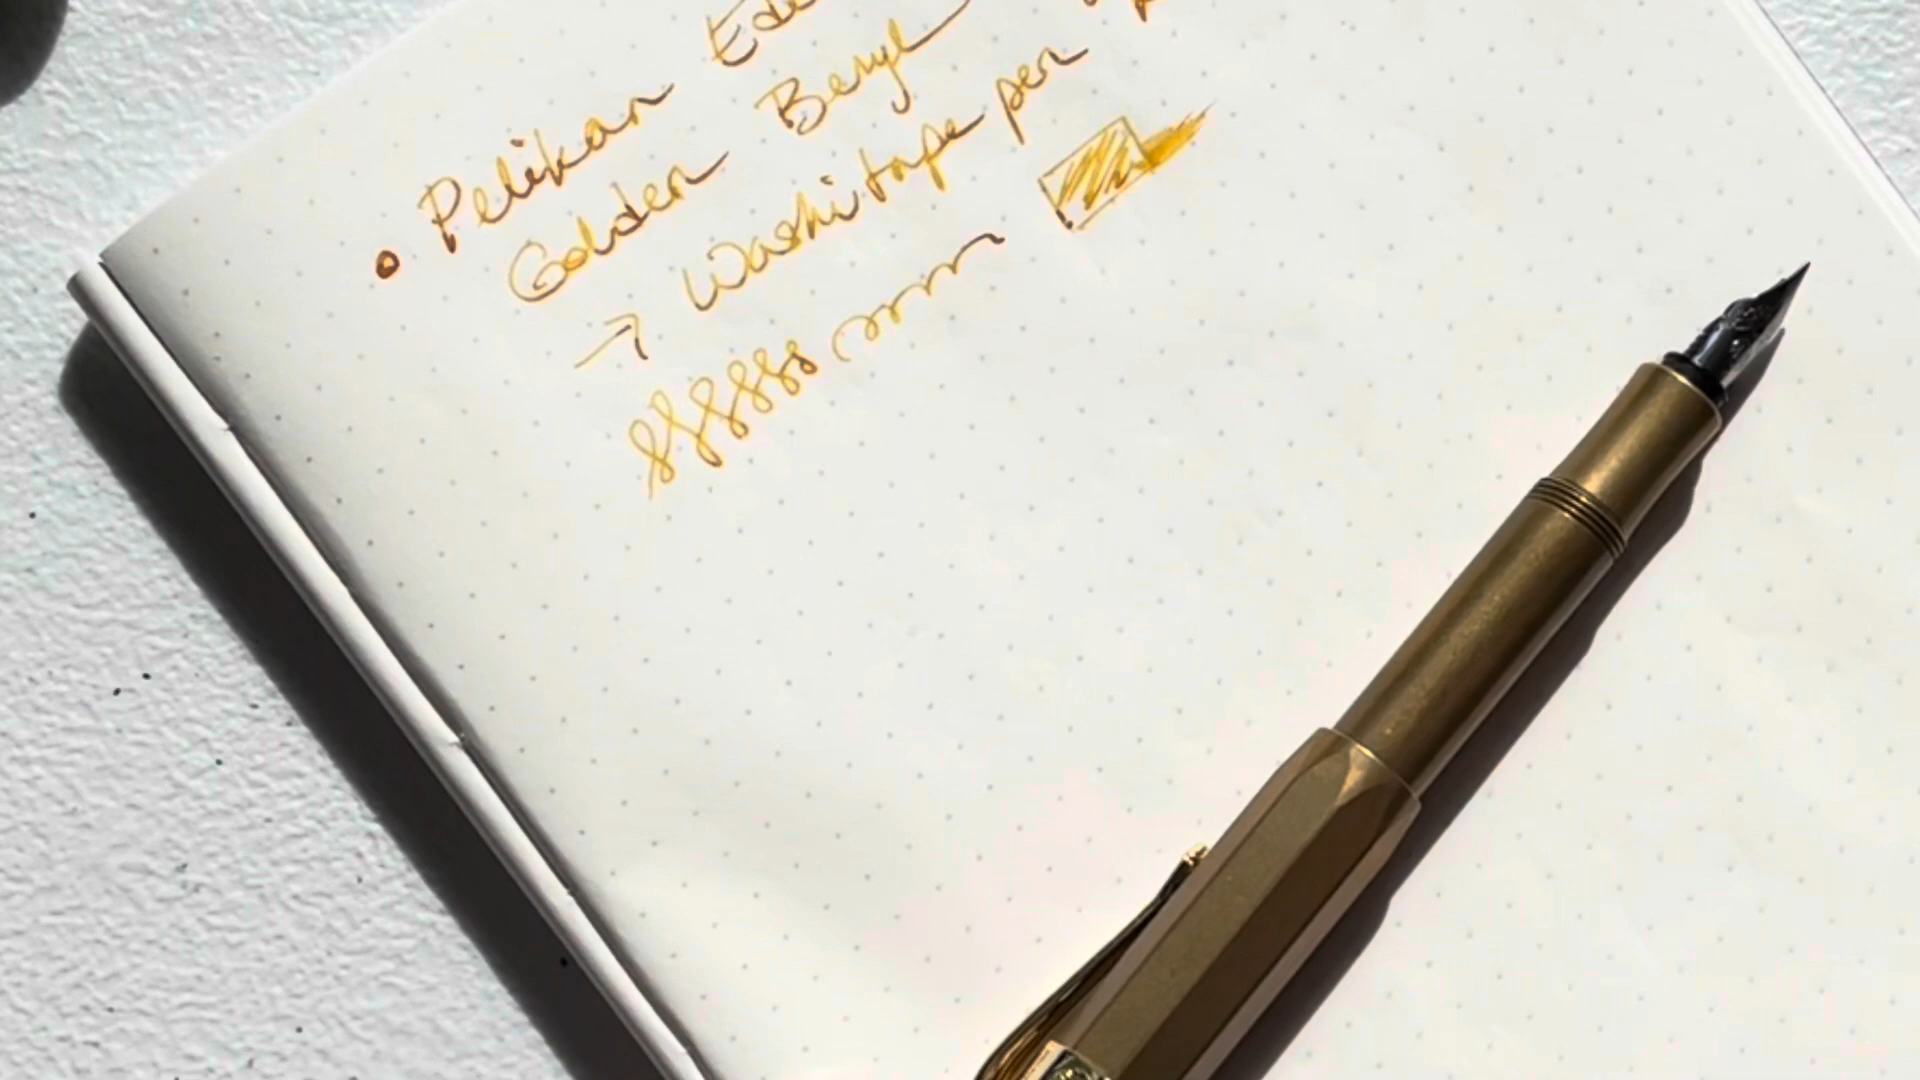 • Pelikan
Golden Beryl
→ Washi tape pen